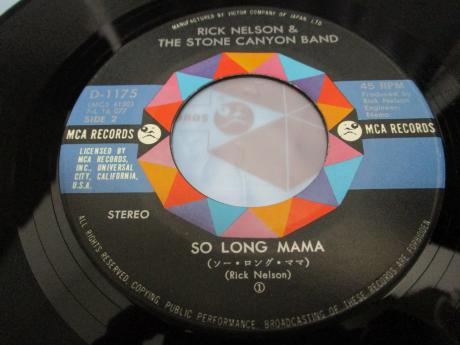 MANUFACTURED BY VICTOR COMPANY OF JAPAN, LTD.
RICK NELSON &
THE STONE CANYON BAND
D-1175
SIDE 2
45 RPM
Produced by
Rick Nelson
Engineer:
MCA RECORDS
MCA RECORDS
LICENSED BY
MCA RECORDS,
INC., UNIVERSAL
CITY, CALIFORNIA,
U.S.A.
STEREO
SO LONG MAMA
(ソー・ロング・ママ)
(Rick Nelson)
①
ALL RIGHTS RESERVED. COPYING, PUBLIC PERFORMANCE, BROADCASTING OF THESE RECORDS ARE FORBIDDEN